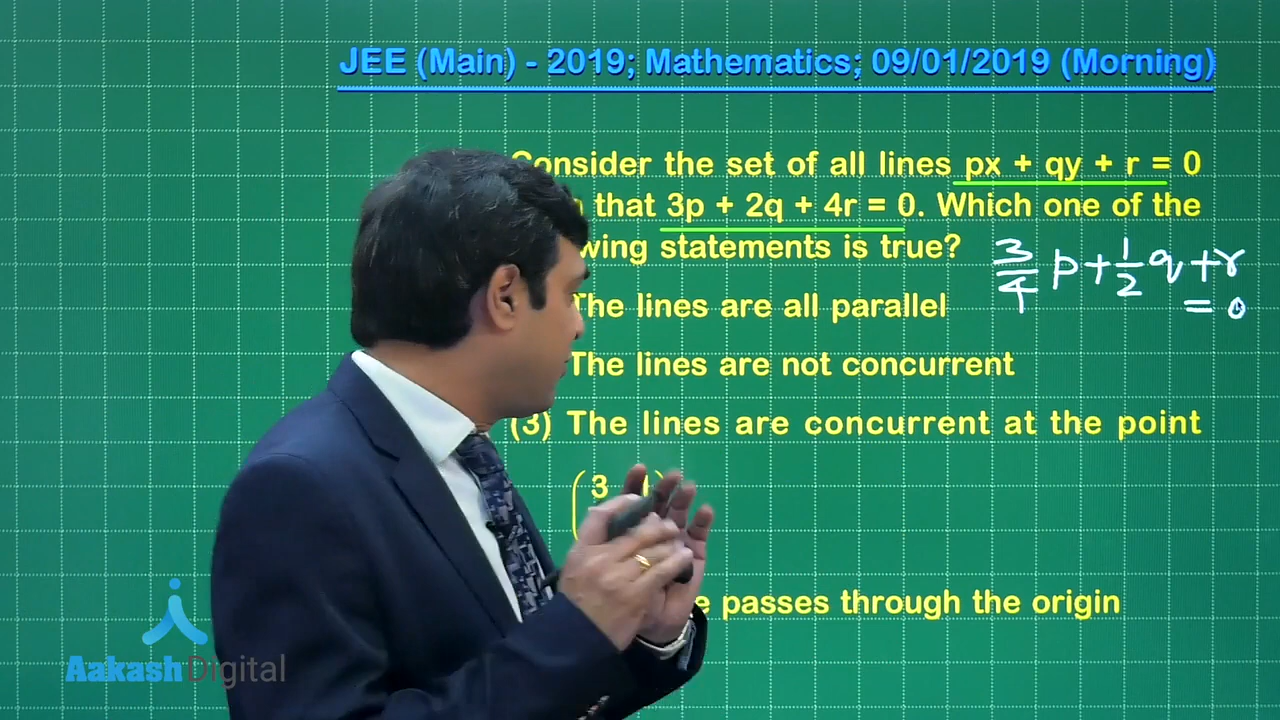 JEE (Main) - 2019; Mathematics; 09/01/2019 (Morning)
Consider the set of all lines px + qy + r = 0
that 3p + 2q + 4r = 0. Which one of the
wing statements is true?
3/4 p + 1/2 q + r
= 0
The lines are all parallel
The lines are not concurrent
(3) The lines are concurrent at the point
(3
passes through the origin
Aakash Digital